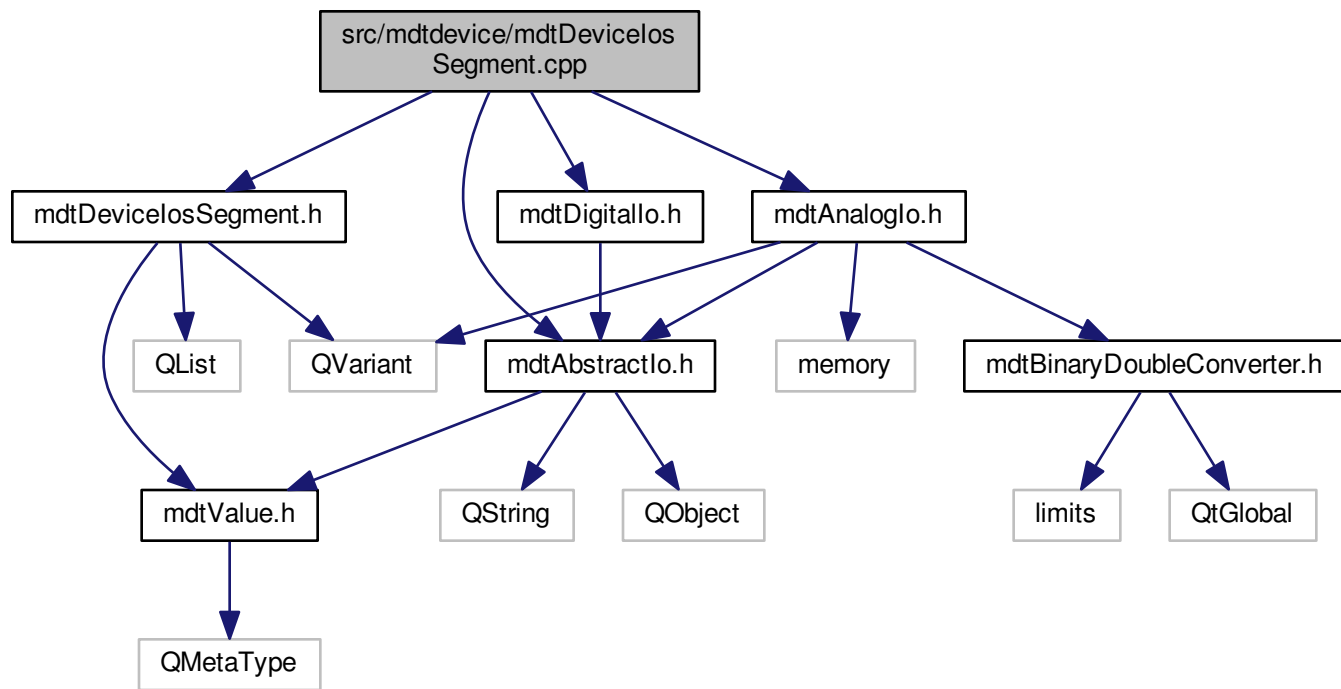 src/mdtdevice/mdtDeviceIos
Segment.cpp
mdtDeviceIosSegment.h
mdtDigitalIo.h
mdtAnalogIo.h
QList
QVariant
mdtAbstractIo.h
memory
mdtBinaryDoubleConverter.h
mdtValue.h
QString
QObject
limits
QtGlobal
QMetaType